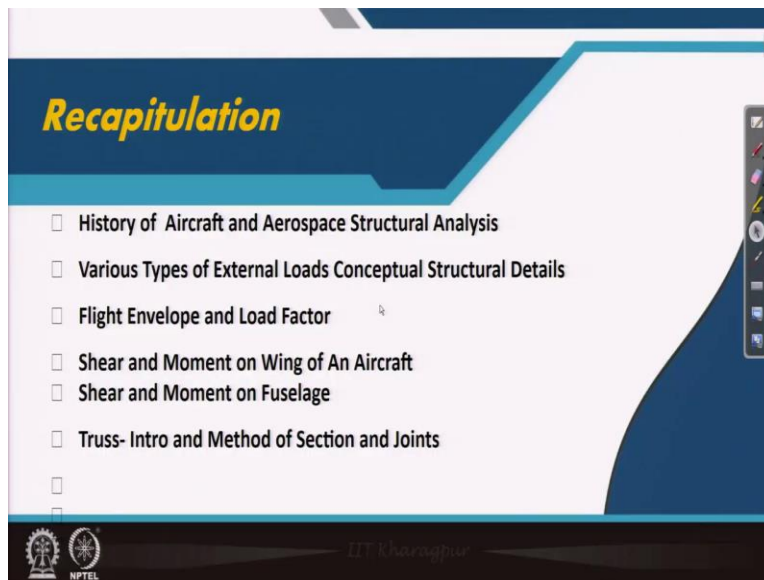 Recapitulation
History of Aircraft and Aerospace Structural Analysis
Various Types of External Loads Conceptual Structural Details
Flight Envelope and Load Factor
Shear and Moment on Wing of An Aircraft
Shear and Moment on Fuselage
Truss- Intro and Method of Section and Joints
IIT Kharagpur
NPTEL